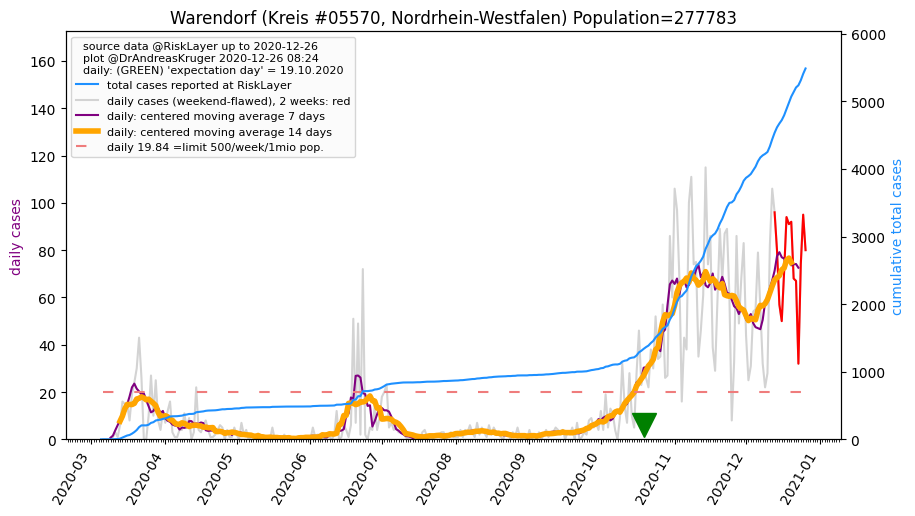 Warendorf (Kreis #05570, Nordrhein-Westfalen) Population=277783
source data @RiskLayer up to 2020-12-26
plot @DrAndreasKruger 2020-12-26 08:24
daily: (GREEN) 'expectation day' = 19.10.2020
total cases reported at RiskLayer
daily cases (weekend-flawed), 2 weeks: red
daily: centered moving average 7 days
daily: centered moving average 14 days
daily 19.84 =limit 500/week/1mio pop.
daily cases
160
140
120
100
80
60
40
20
0
6000
5000
4000
3000
2000
1000
0
cumulative total cases
2020-03
2020-04
2020-05
2020-06
2020-07
2020-08
2020-09
2020-10
2020-11
2020-12
2021-01